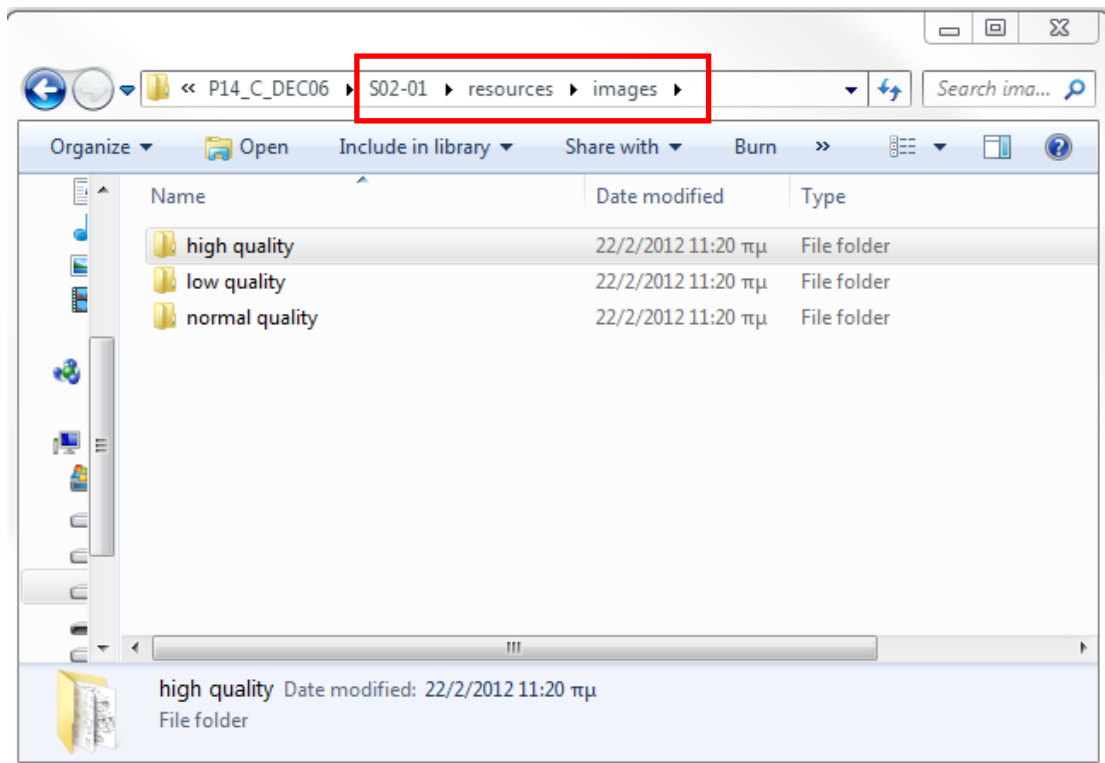 « P14_C_DEC06 ▸ S02-01 ▸ resources ▸ images ▸ Search ima...
Organize Open Include in library Share with Burn »
Name Date modified Type
high quality 22/2/2012 11:20 πμ File folder
low quality 22/2/2012 11:20 πμ File folder
normal quality 22/2/2012 11:20 πμ File folder
high quality Date modified: 22/2/2012 11:20 πμ
File folder